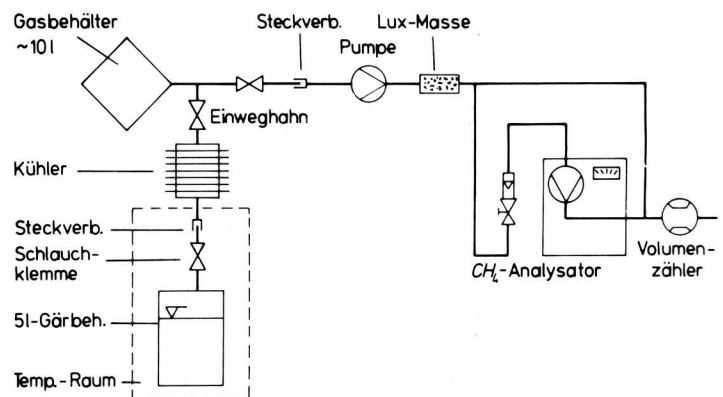 Gasbehälter
~10l
Steckverb.
Pumpe
Lux-Masse
Einweghahn
Kühler
Steckverb.
Schlauch-
klemme
5l-Gärbeh.
Temp.-Raum
CH₄-Analysator
Volumen-
zähler